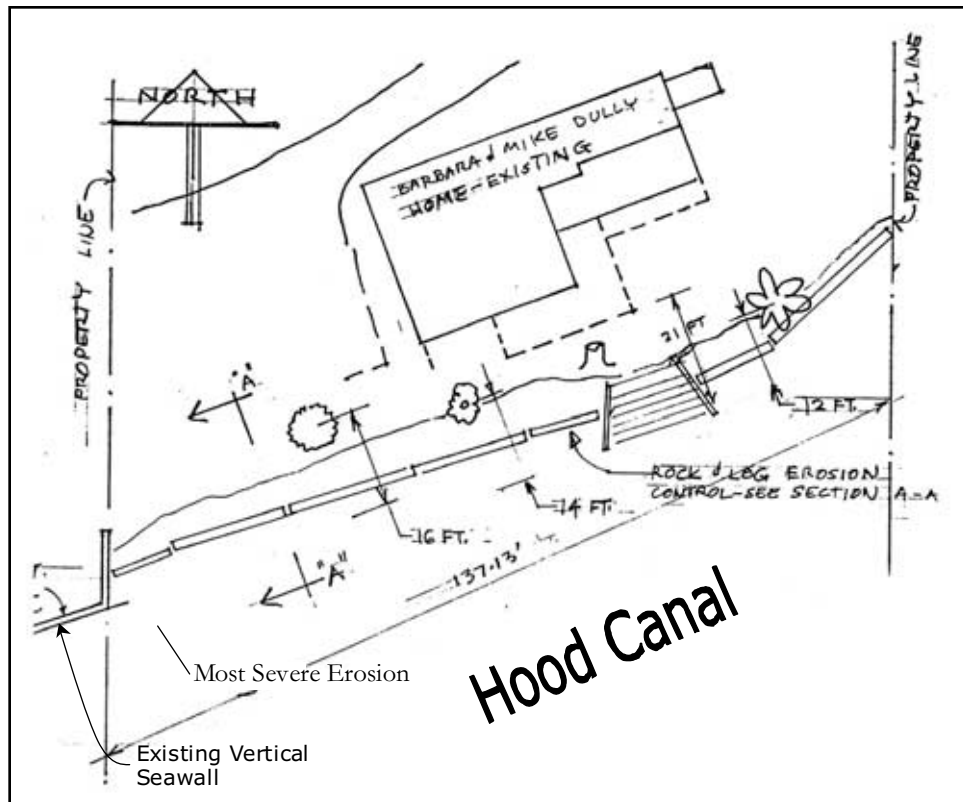 NORTH
PROPERTY LINE
BARBARA & MIKE DULLY
HOME-EXISTING
PROPERTY LINE
21 FT
"A"
12 FT.
ROCK & LOG EROSION
CONTROL-SEE SECTION A-A
14 FT.
16 FT.
"A"
137.13'
Hood Canal
Most Severe Erosion
Existing Vertical
Seawall